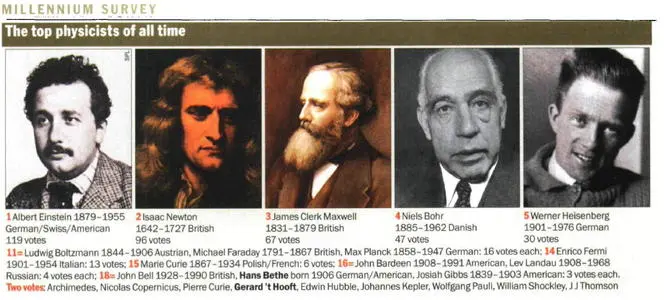 MILLENNIUM SURVEY
The top physicists of all time
1 Albert Einstein 1879–1955
German/Swiss/American
119 votes
2 Isaac Newton
1642–1727 British
96 votes
3 James Clerk Maxwell
1831–1879 British
67 votes
4 Niels Bohr
1885–1962 Danish
47 votes
5 Werner Heisenberg
1901–1976 German
30 votes
11= Ludwig Boltzmann 1844–1906 Austrian, Michael Faraday 1791–1867 British, Max Planck 1858–1947 German: 16 votes each; 14 Enrico Fermi
1901–1954 Italian: 13 votes; 15 Marie Curie 1867–1934 Polish/French: 6 votes; 16= John Bardeen 1908–1991 American, Lev Landau 1908–1968
Russian: 4 votes each; 18= John Bell 1928–1990 British, Hans Bethe born 1906 German/American, Josiah Gibbs 1839–1903 American: 3 votes each.
Two votes: Archimedes, Nicolas Copernicus, Pierre Curie, Gerard 't Hooft, Edwin Hubble, Johannes Kepler, Wolfgang Pauli, William Shockley, J J Thomson